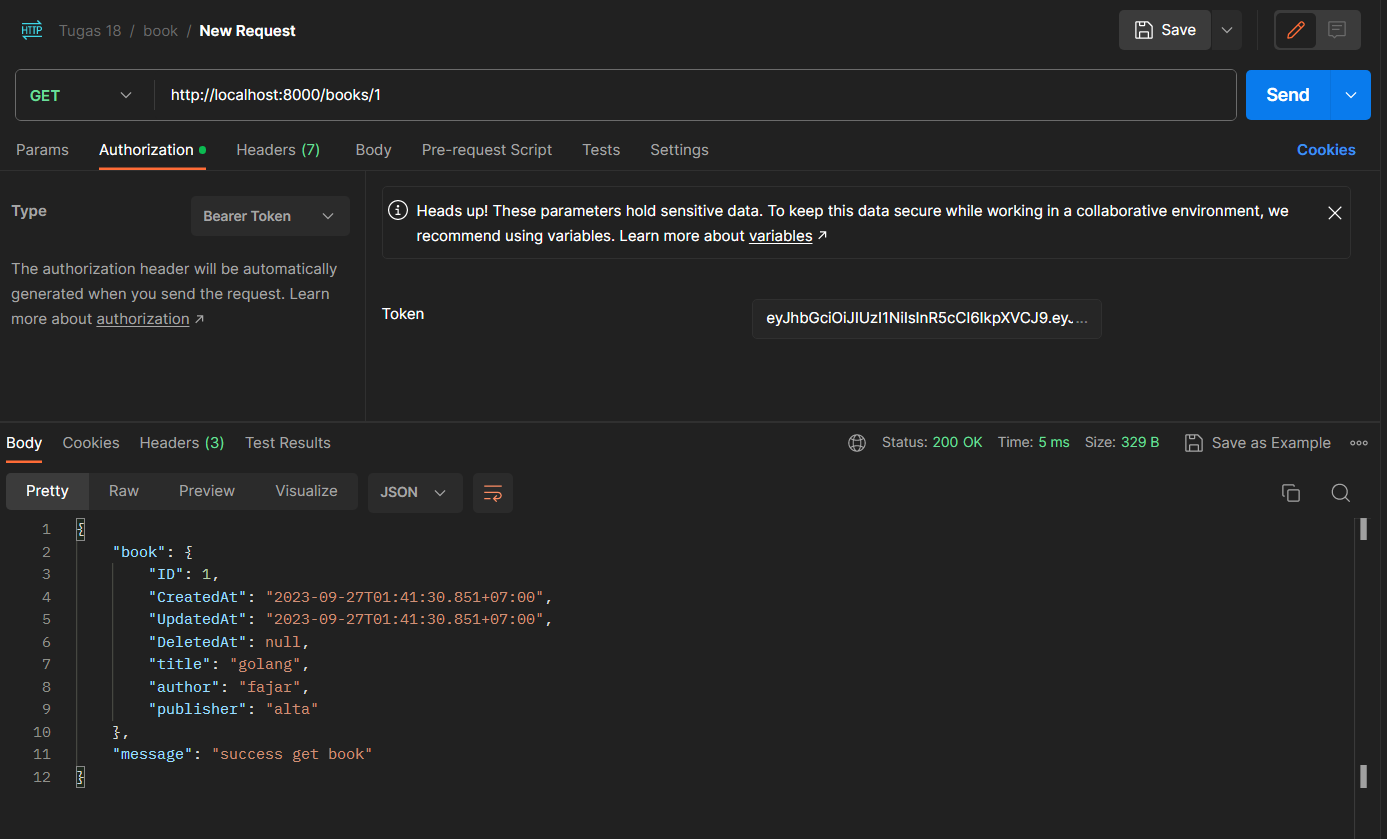 HTTP Tugas 18 / book / New Request Save
GET http://localhost:8000/books/1 Send
Params Authorization Headers (7) Body Pre-request Script Tests Settings Cookies
Type Bearer Token
The authorization header will be automatically
generated when you send the request. Learn
more about authorization ↗
Heads up! These parameters hold sensitive data. To keep this data secure while working in a collaborative environment, we
recommend using variables. Learn more about variables ↗
Token eyJhbGciOiJIUzI1NiIsInR5cCI6IkpXVCJ9.eyJ...
Body Cookies Headers (3) Test Results Status: 200 OK Time: 5 ms Size: 329 B Save as Example
Pretty Raw Preview Visualize JSON
1 {
2 "book": {
3 "ID": 1,
4 "CreatedAt": "2023-09-27T01:41:30.851+07:00",
5 "UpdatedAt": "2023-09-27T01:41:30.851+07:00",
6 "DeletedAt": null,
7 "title": "golang",
8 "author": "fajar",
9 "publisher": "alta"
10 },
11 "message": "success get book"
12 }